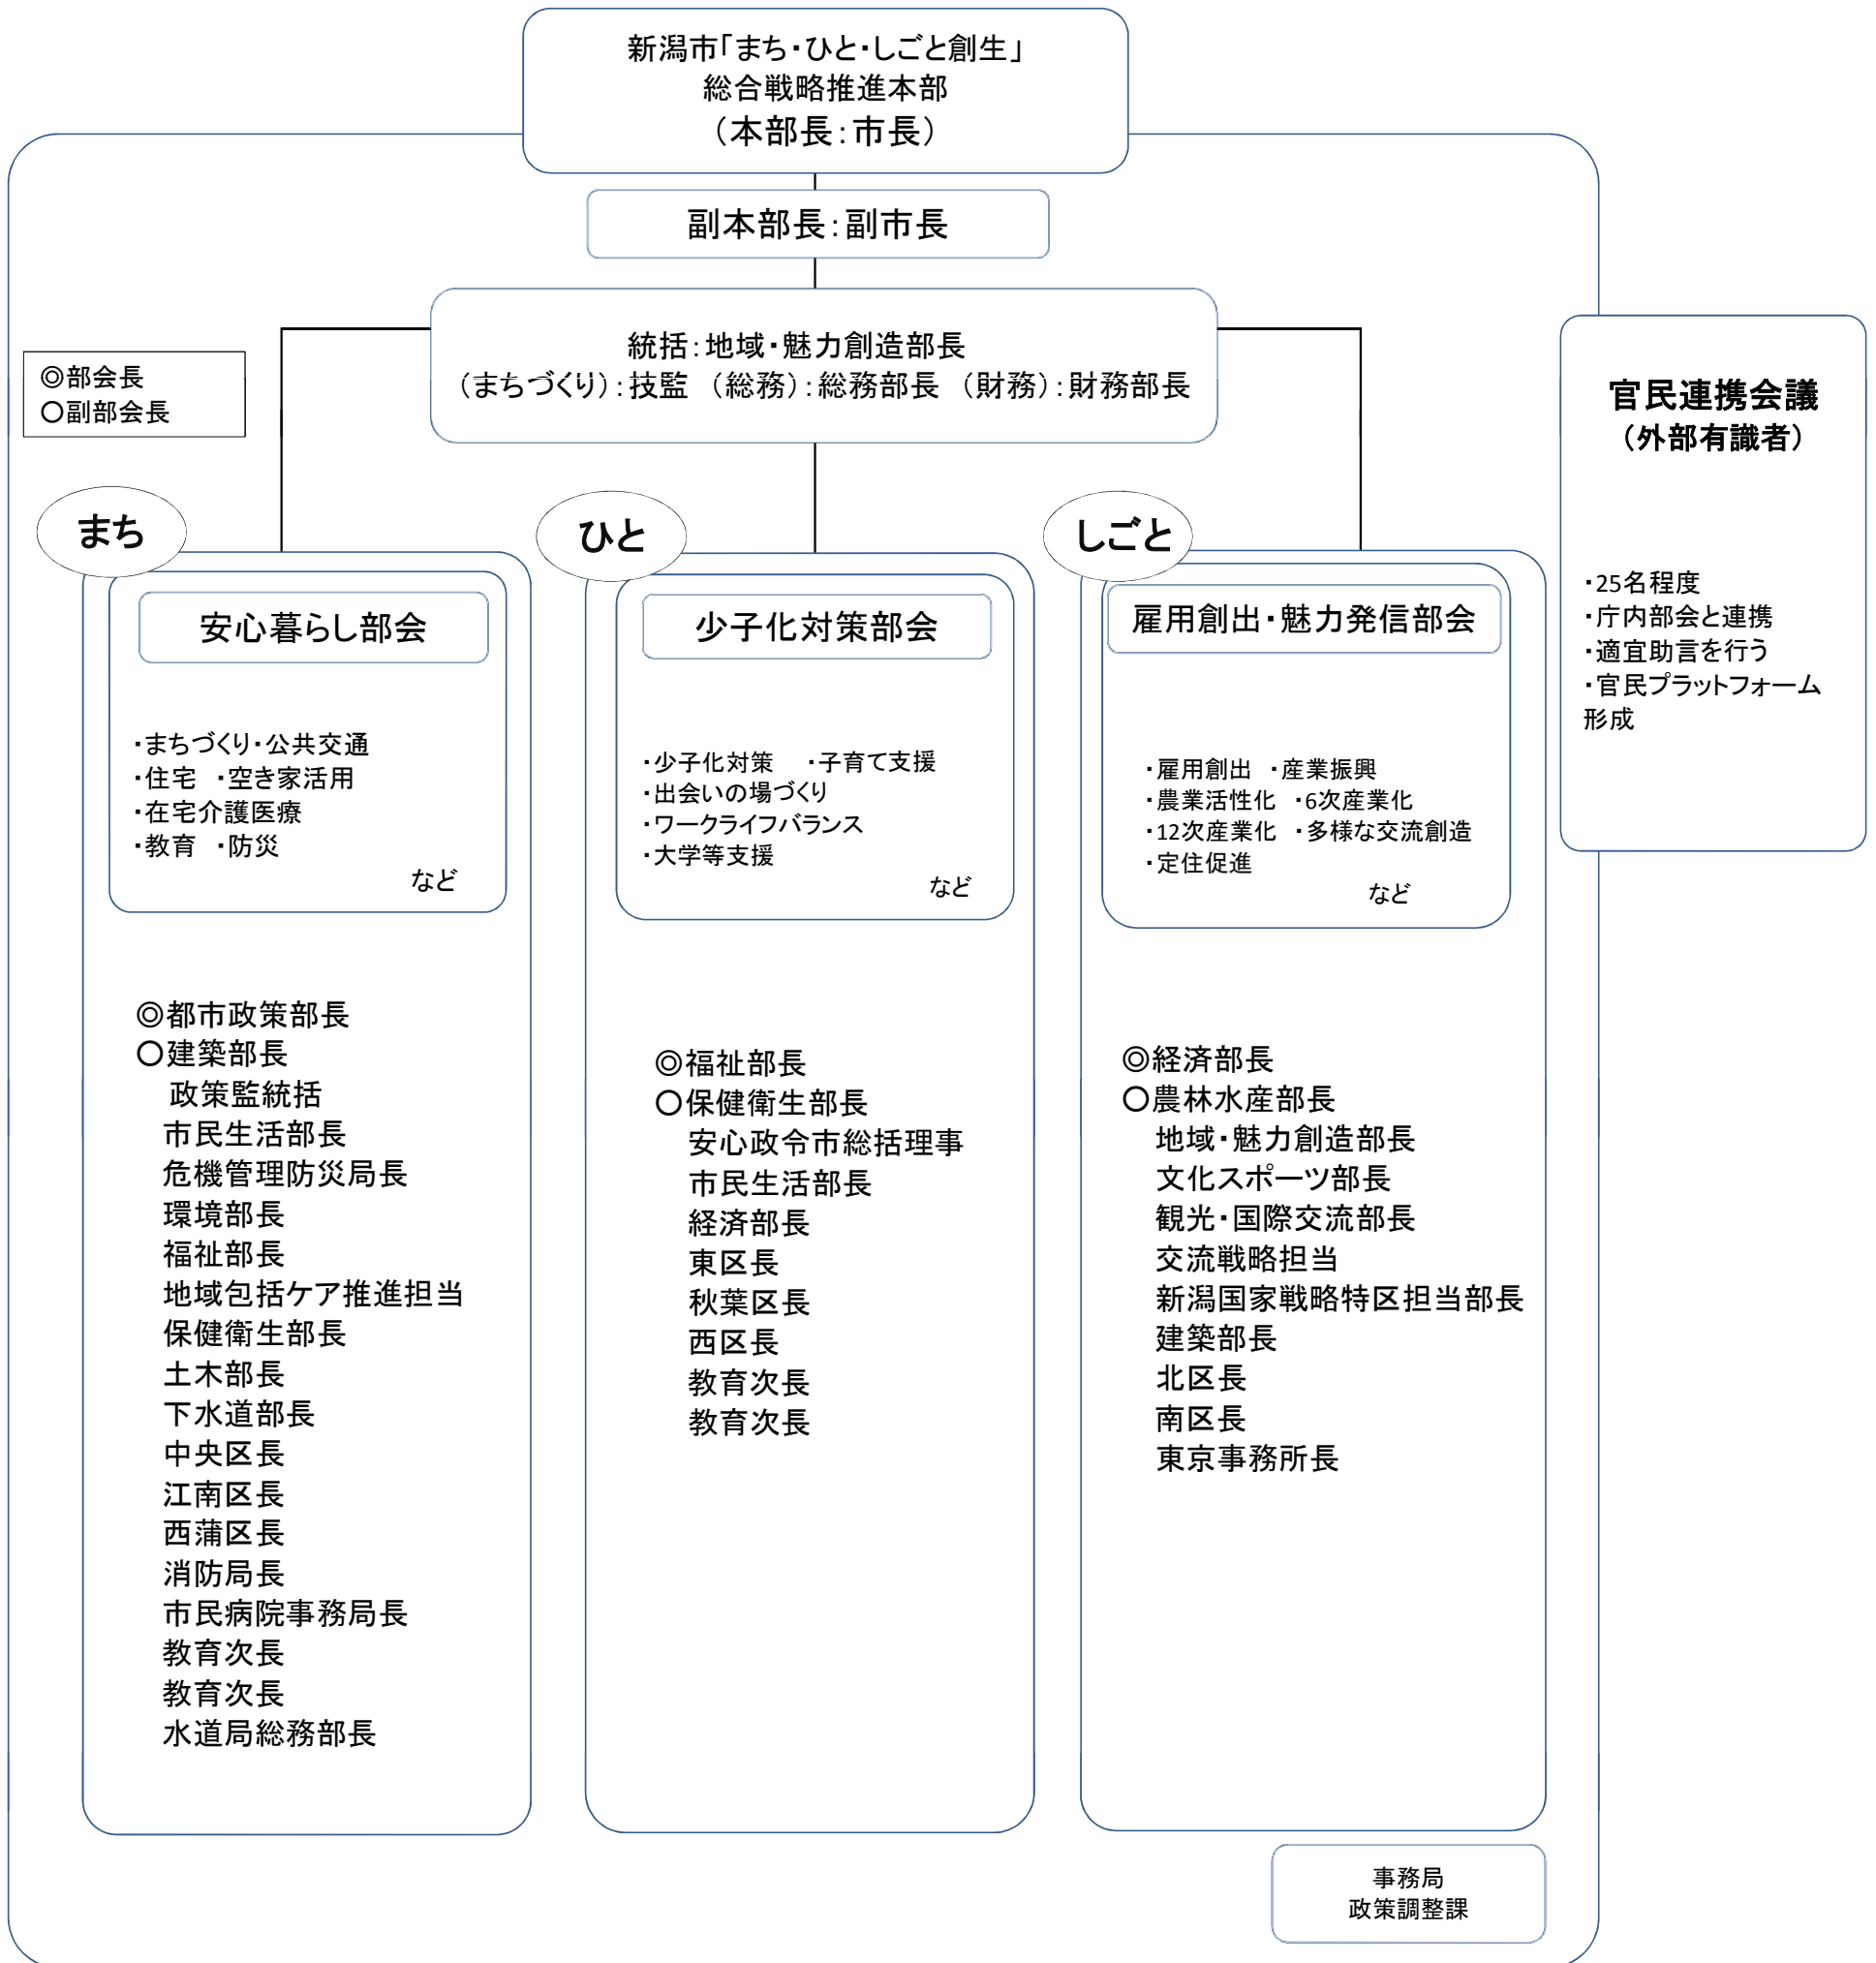 新潟市「まち・ひと・しごと創生」
総合戦略推進本部
（本部長：市長）
副本部長：副市長
統括：地域・魅力創造部長
（まちづくり）：技監　（総務）：総務部長　（財務）：財務部長
◎部会長
○副部会長
官民連携会議
（外部有識者）
・25名程度
・庁内部会と連携
・適宜助言を行う
・官民プラットフォーム
形成
まち
安心暮らし部会
・まちづくり・公共交通
・住宅　・空き家活用
・在宅介護医療
・教育　・防災
など
◎都市政策部長
○建築部長
政策監統括
市民生活部長
危機管理防災局長
環境部長
福祉部長
地域包括ケア推進担当
保健衛生部長
土木部長
下水道部長
中央区長
江南区長
西蒲区長
消防局長
市民病院事務局長
教育次長
教育次長
水道局総務部長
ひと
少子化対策部会
・少子化対策　・子育て支援
・出会いの場づくり
・ワークライフバランス
・大学等支援
など
◎福祉部長
○保健衛生部長
安心政令市総括理事
市民生活部長
経済部長
東区長
秋葉区長
西区長
教育次長
教育次長
しごと
雇用創出・魅力発信部会
・雇用創出　・産業振興
・農業活性化　・6次産業化
・12次産業化　・多様な交流創造
・定住促進
など
◎経済部長
○農林水産部長
地域・魅力創造部長
文化スポーツ部長
観光・国際交流部長
交流戦略担当
新潟国家戦略特区担当部長
建築部長
北区長
南区長
東京事務所長
事務局
政策調整課